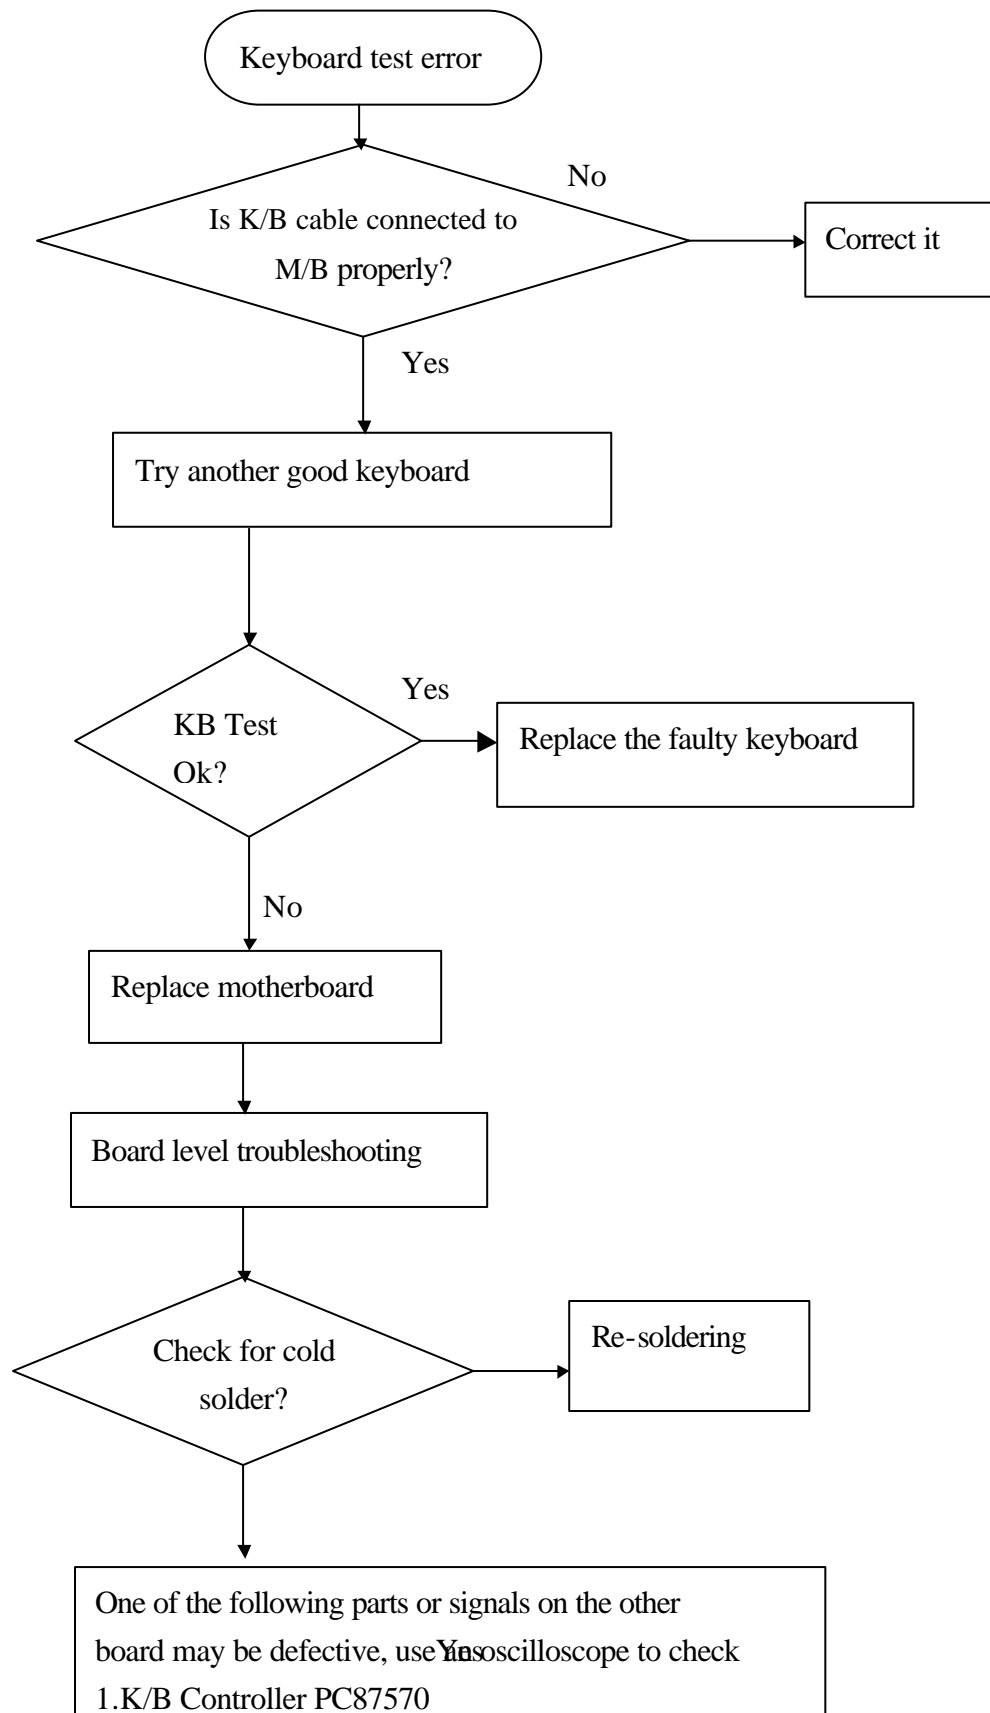 Keyboard test error
No
Is K/B cable connected to
M/B properly?
Correct it
Yes
Try another good keyboard
Yes
KB Test
Ok?
Replace the faulty keyboard
No
Replace motherboard
Board level troubleshooting
Check for cold
solder?
Re-soldering
One of the following parts or signals on the other
board may be defective, use an oscilloscope to check
Yes
1.K/B Controller PC87570